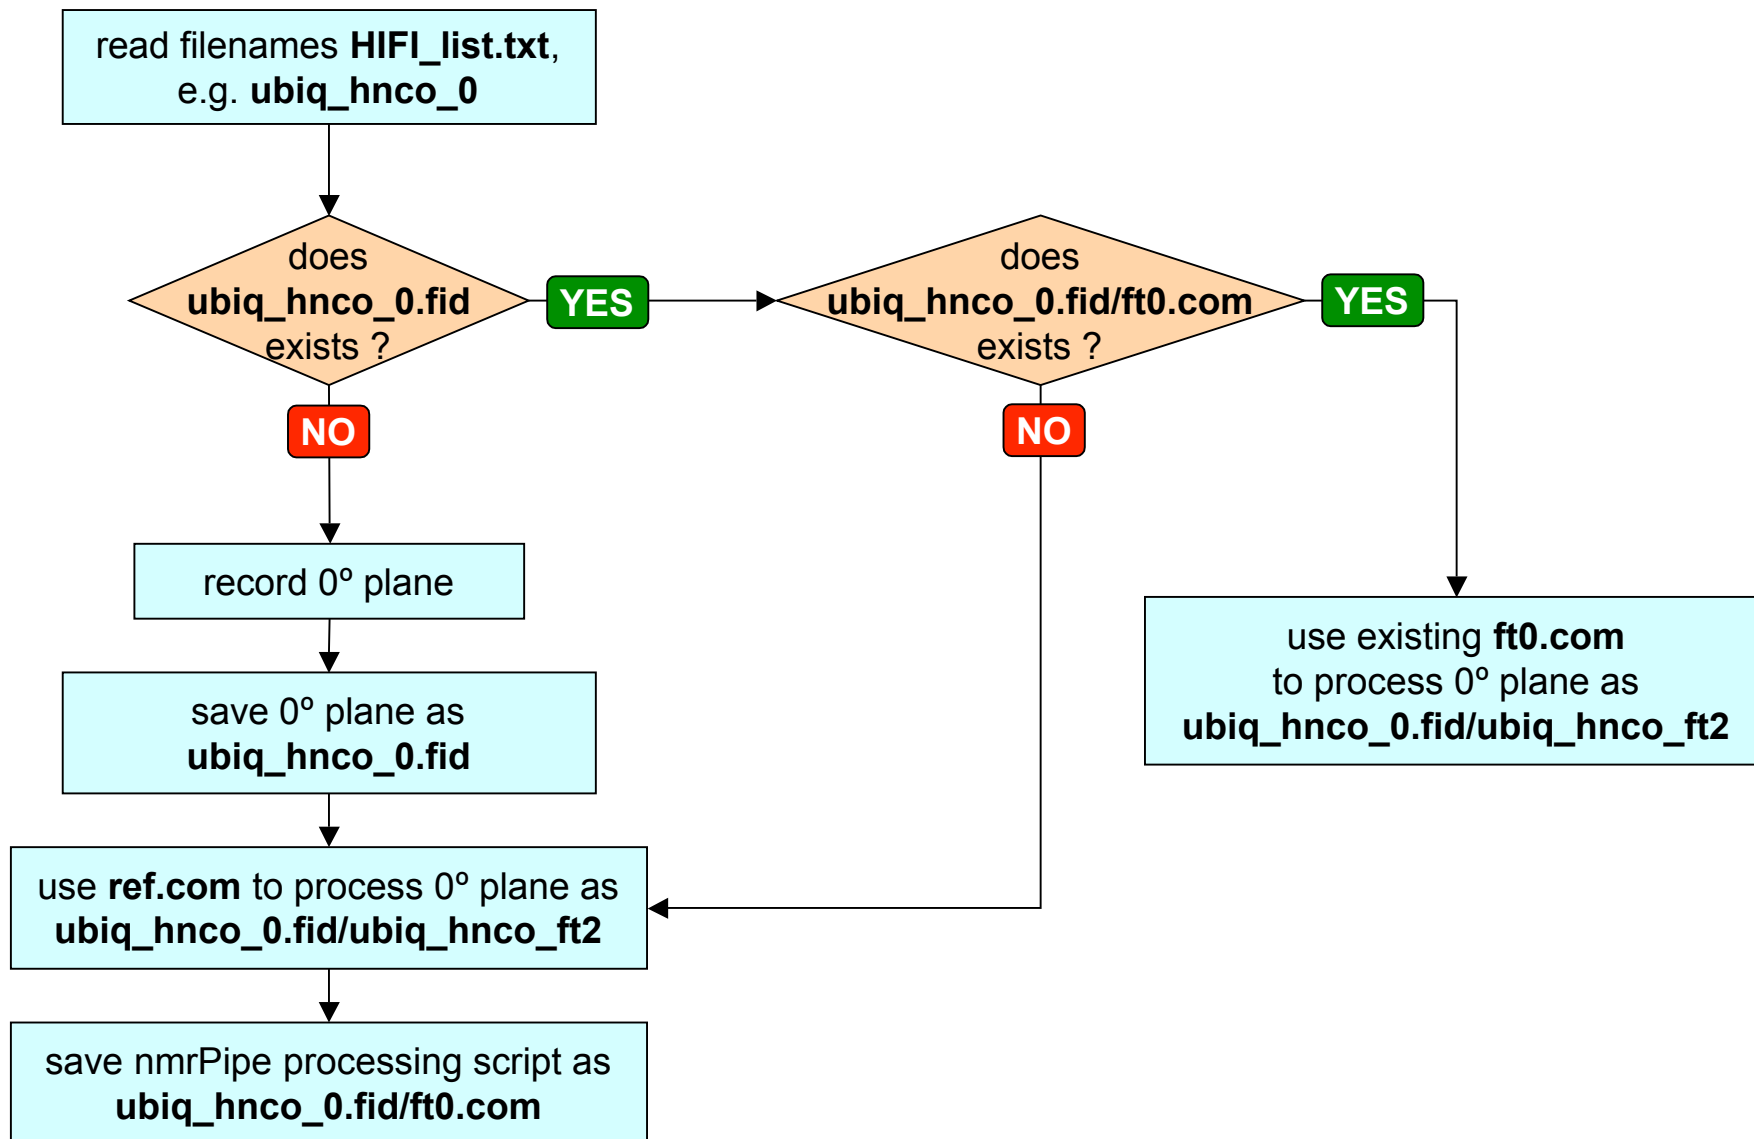 read filenames HIFI_list.txt,
e.g. ubiq_hnco_0
does
ubiq_hnco_0.fid
exists ?
YES
does
ubiq_hnco_0.fid/ft0.com
exists ?
YES
NO
NO
record 0º plane
save 0º plane as
ubiq_hnco_0.fid
use existing ft0.com
to process 0º plane as
ubiq_hnco_0.fid/ubiq_hnco_ft2
use ref.com to process 0º plane as
ubiq_hnco_0.fid/ubiq_hnco_ft2
save nmrPipe processing script as
ubiq_hnco_0.fid/ft0.com